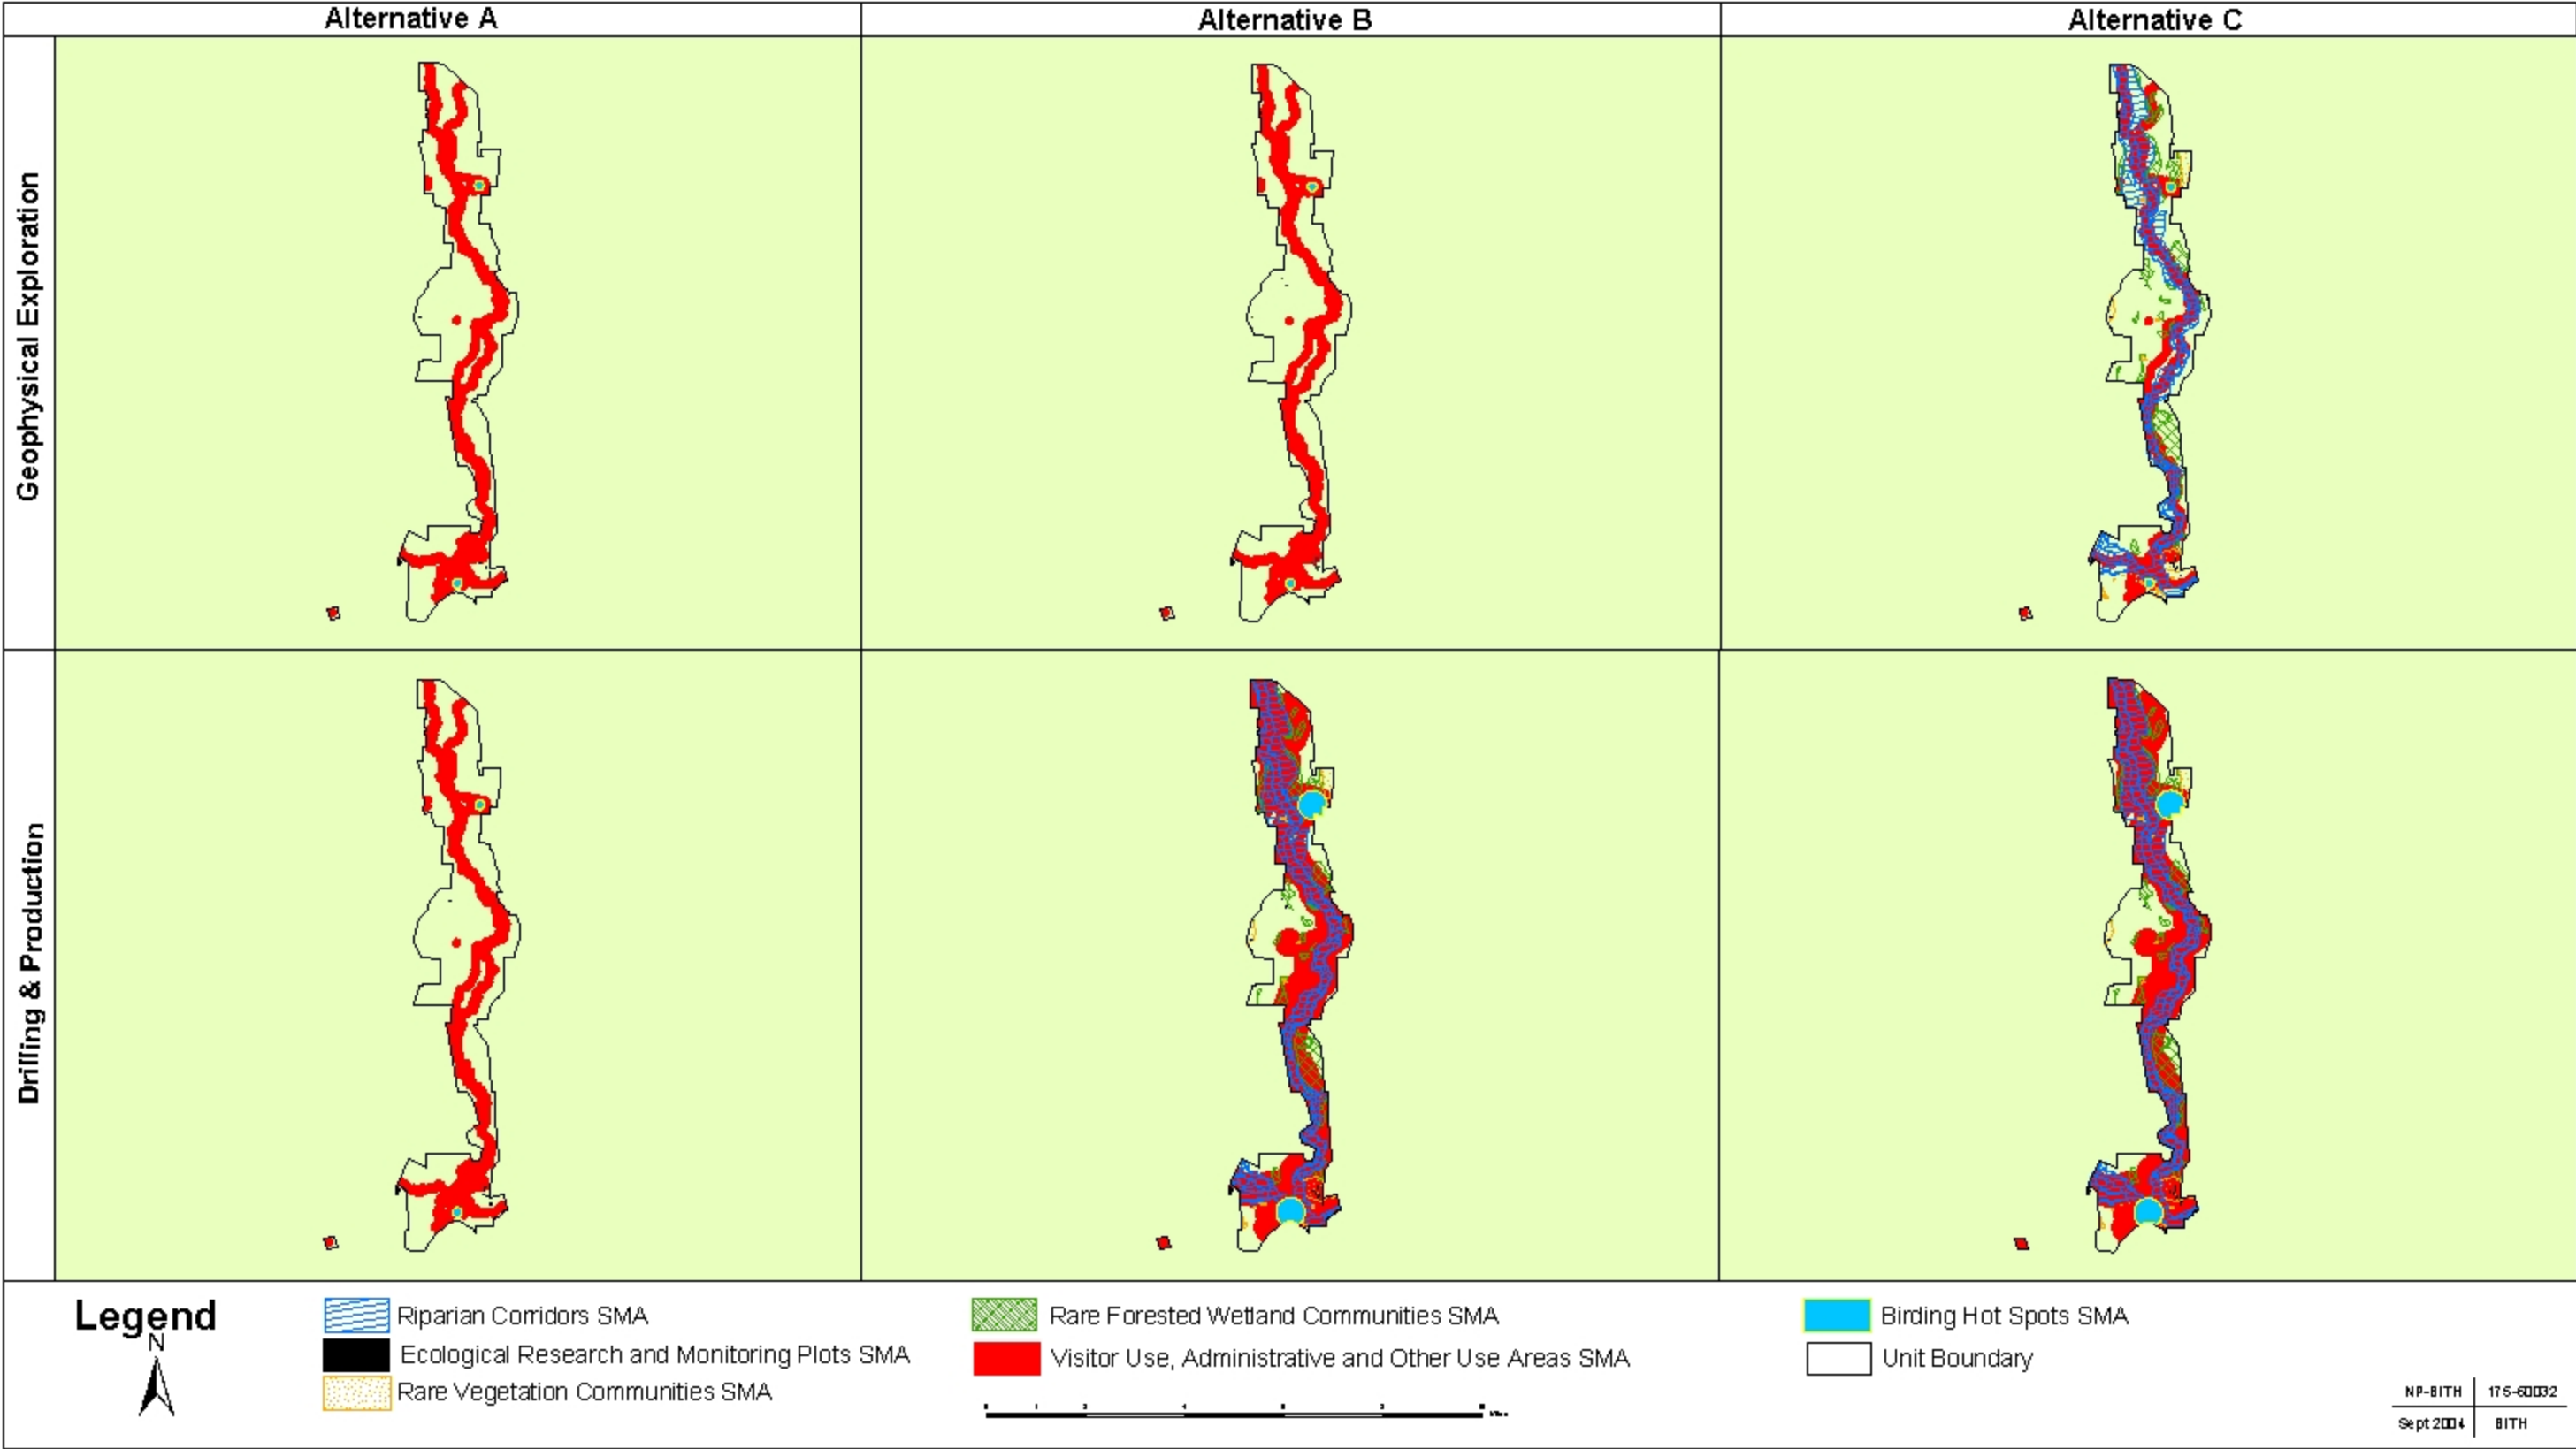 Alternative A
Alternative B
Alternative C
Geophysical Exploration
Drilling & Production
Legend
N
Riparian Corridors SMA
Ecological Research and Monitoring Plots SMA
Rare Vegetation Communities SMA
Rare Forested Wetland Communities SMA
Visitor Use, Administrative and Other Use Areas SMA
Birding Hot Spots SMA
Unit Boundary
NP-BITH 175-60032
Sept 2004 BITH